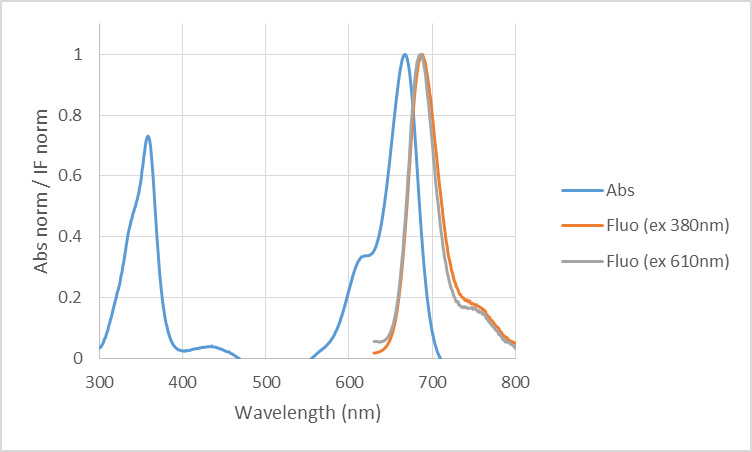 Abs norm / IF norm
1
0.8
0.6
0.4
0.2
0
300 400 500 600 700 800
Wavelength (nm)
Abs
Fluo (ex 380nm)
Fluo (ex 610nm)